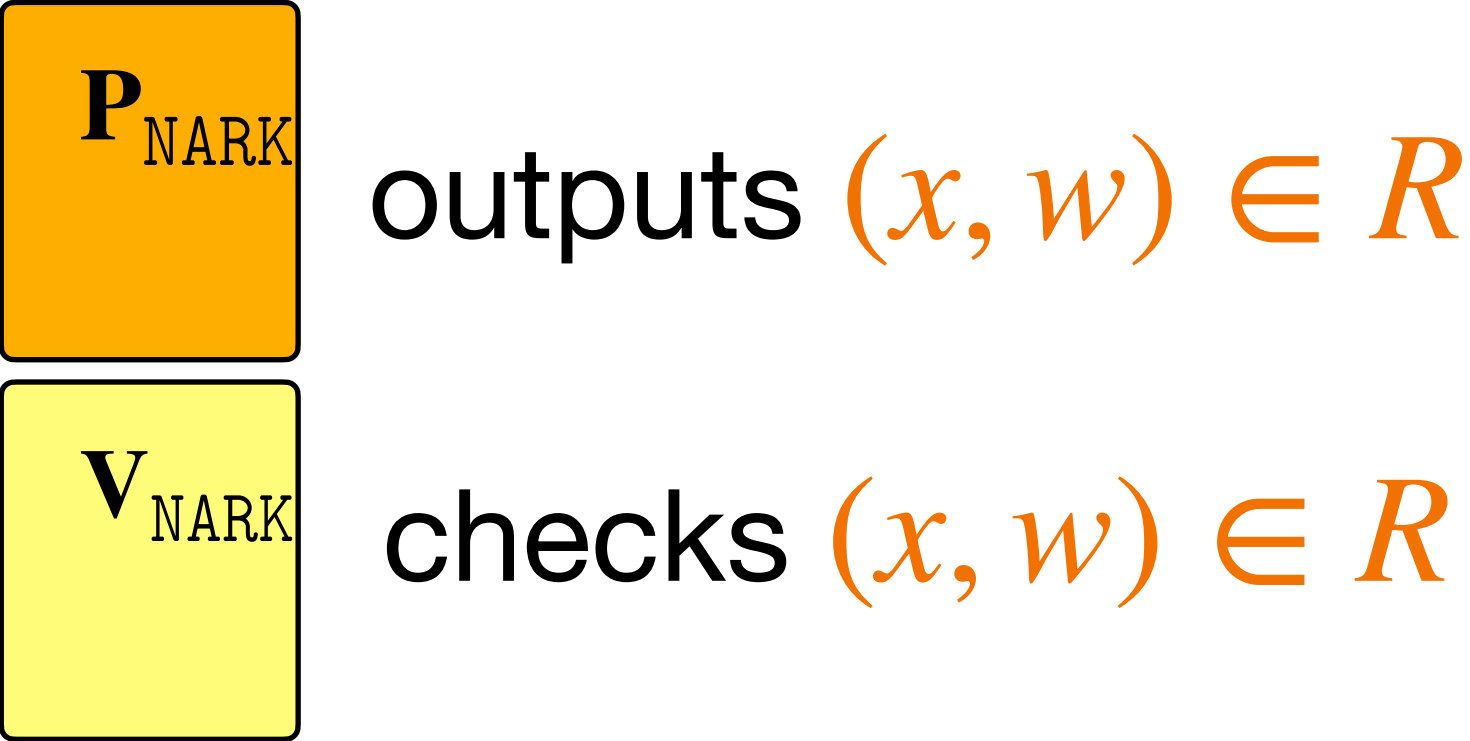 P_NARK outputs (x, w) ∈ R
V_NARK checks (x, w) ∈ R